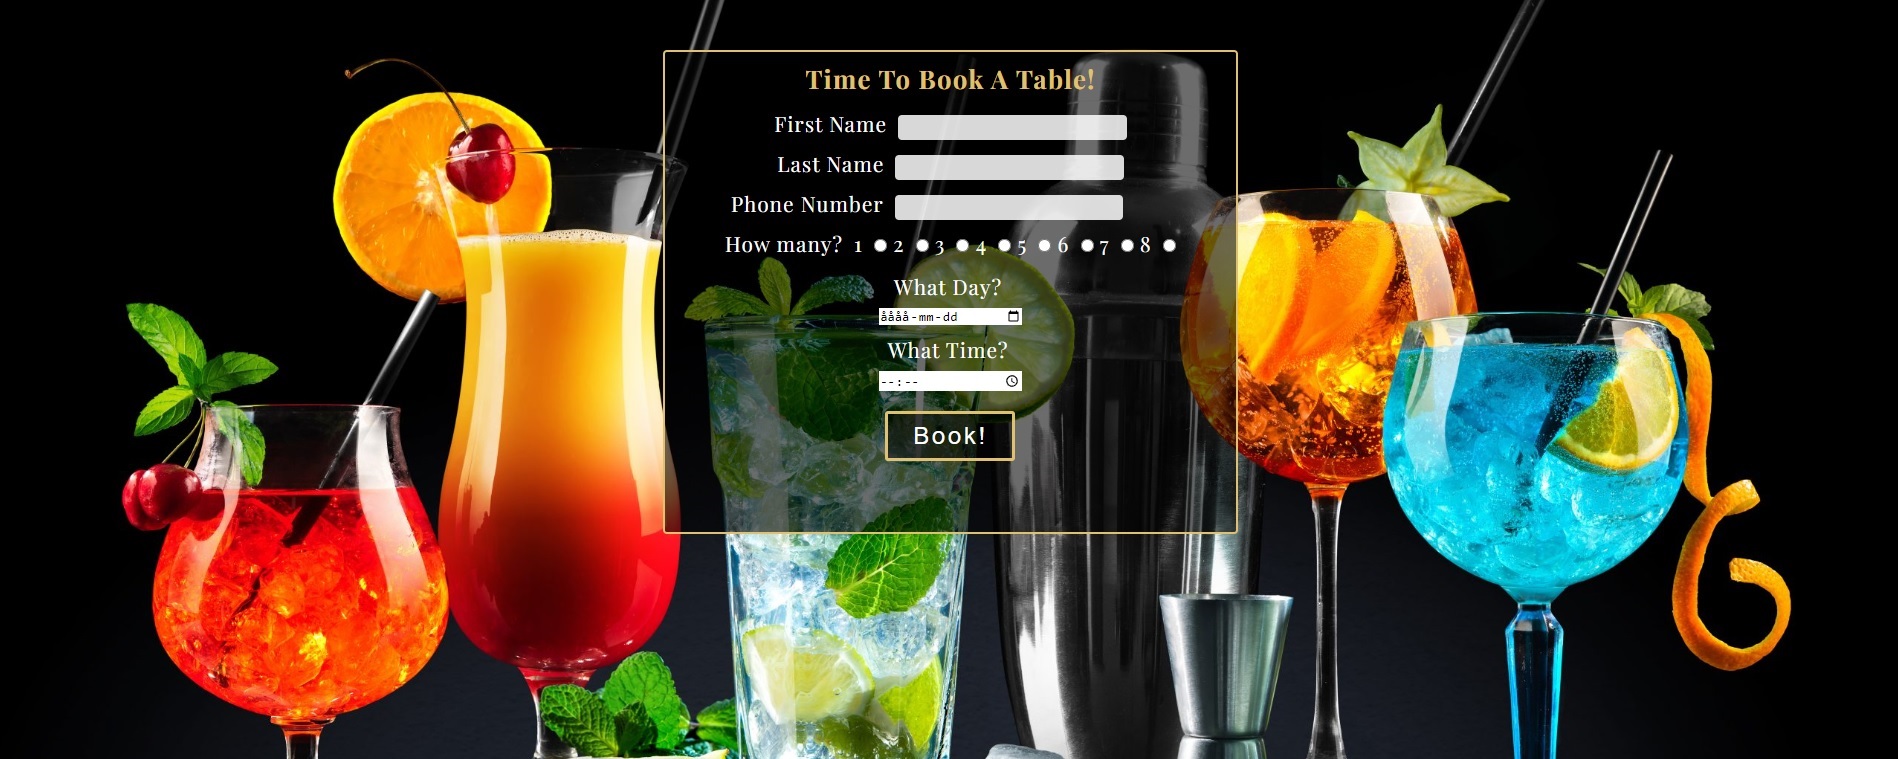 Time To Book A Table!
First Name
Last Name
Phone Number
How many? 1 2 3 4 5 6 7 8
What Day?
åååå-mm-dd
What Time?
--:--
Book!